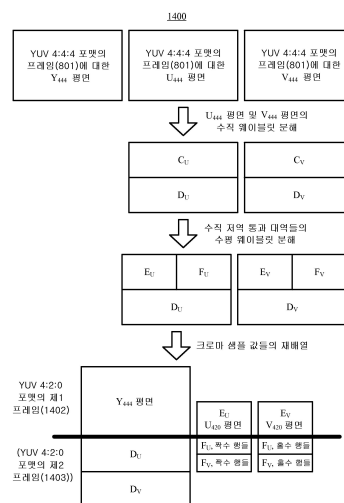 1400
YUV 4:4:4 포맷의
프레임(801)에 대한
Y444 평면
YUV 4:4:4 포맷의
프레임(801)에 대한
U444 평면
YUV 4:4:4 포맷의
프레임(801)에 대한
V444 평면
U444 평면 및 V444 평면의
수직 웨이블릿 분해
CU
CV
DU
DV
수직 저역 통과 대역들의
수평 웨이블릿 분해
EU
FU
EV
FV
DU
DV
크로마 샘플 값들의 재배열
YUV 4:2:0
포맷의 제1
프레임(1402)
Y444 평면
EU
U420 평면
EV
V420 평면
(YUV 4:2:0
포맷의 제2
프레임(1403))
DU
FU, 짝수 행들
FU, 홀수 행들
FV, 짝수 행들
FV, 홀수 행들
DV